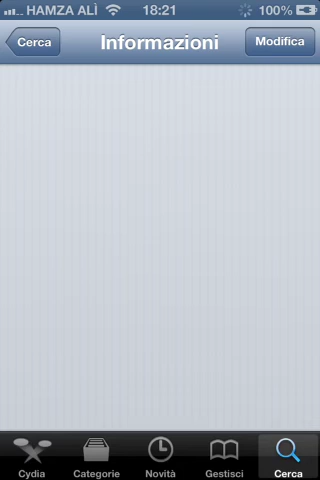 HAMZA ALÌ 18:21 100%
Cerca Informazioni Modifica
Cydia Categorie Novità Gestisci Cerca